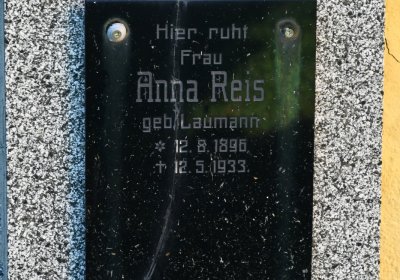 Hier ruht
Frau
Anna Reis
geb. Laumann
* 12. 8. 1896
† 12. 5. 1933.